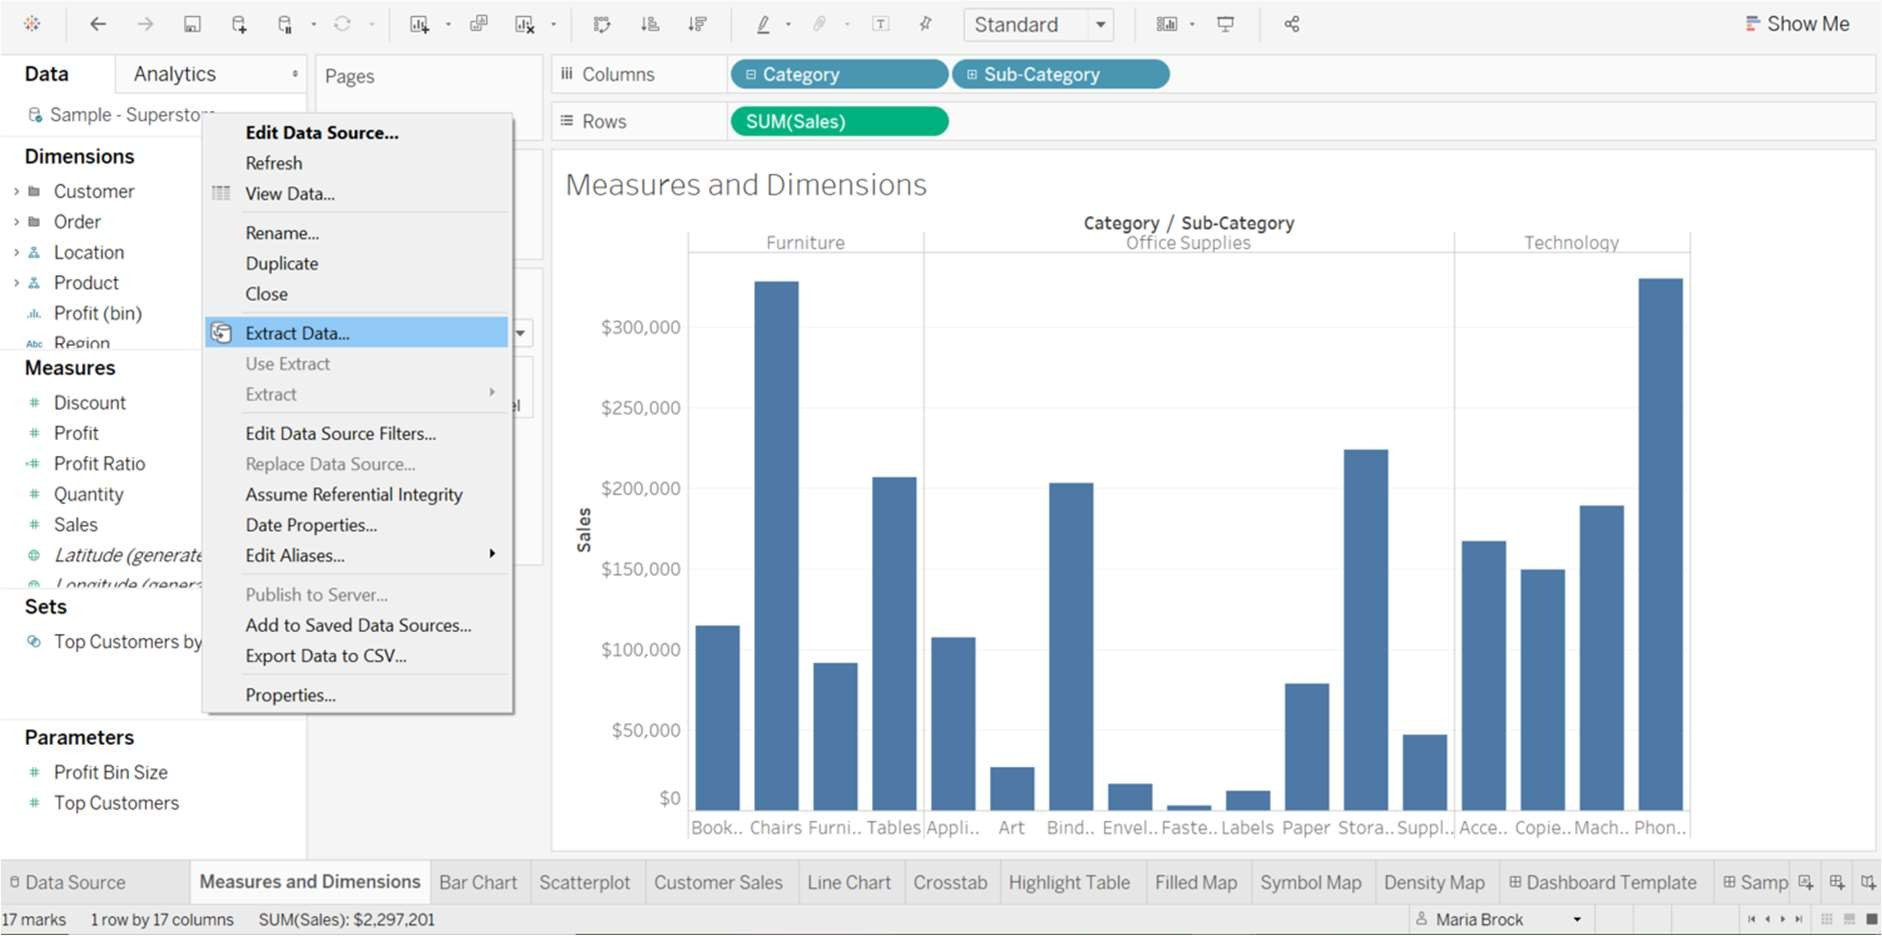 Standard
Show Me
Data
Analytics
Pages
Columns
Category
Sub-Category
Sample - Superstore
Rows
SUM(Sales)
Edit Data Source...
Refresh
View Data...
Rename...
Duplicate
Close
Extract Data...
Use Extract
Extract
Edit Data Source Filters...
Replace Data Source...
Assume Referential Integrity
Date Properties...
Edit Aliases...
Publish to Server...
Add to Saved Data Sources...
Export Data to CSV...
Properties...
Dimensions
Customer
Order
Location
Product
Profit (bin)
Abc Region
Measures
# Discount
# Profit
=# Profit Ratio
# Quantity
# Sales
Latitude (generate
Longitude (genera
Sets
Top Customers by
Parameters
# Profit Bin Size
# Top Customers
el
Measures and Dimensions
Category / Sub-Category
Furniture
Office Supplies
Technology
Sales
$300,000
$250,000
$200,000
$150,000
$100,000
$50,000
$0
Book.. Chairs Furni.. Tables Appli.. Art Bind.. Envel.. Faste.. Labels Paper Stora.. Suppl.. Acce.. Copie.. Mach.. Phon..
Data Source
Measures and Dimensions
Bar Chart
Scatterplot
Customer Sales
Line Chart
Crosstab
Highlight Table
Filled Map
Symbol Map
Density Map
Dashboard Template
Samp
17 marks
1 row by 17 columns
SUM(Sales): $2,297,201
Maria Brock